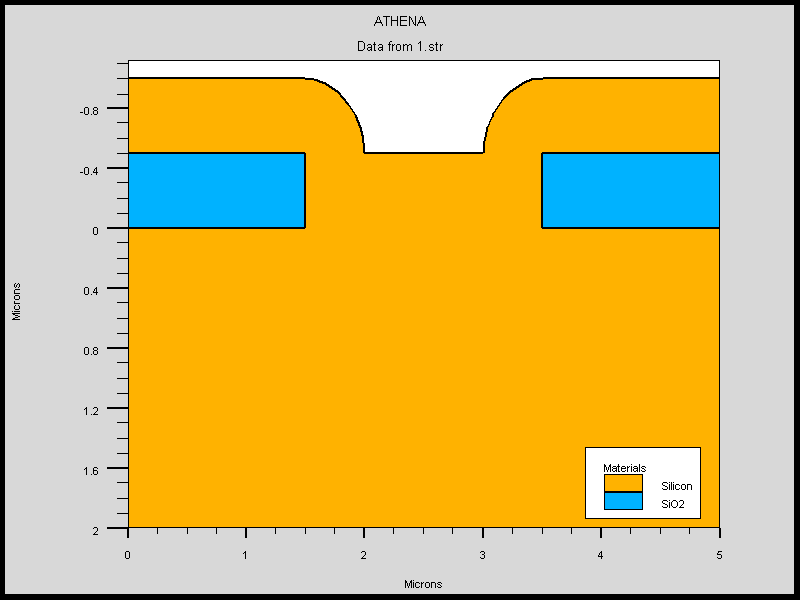 ATHENA
Data from 1.str
-0.8
-0.4
0
0.4
0.8
1.2
1.6
2
Microns
Materials
Silicon
SiO2
0 1 2 3 4 5
Microns